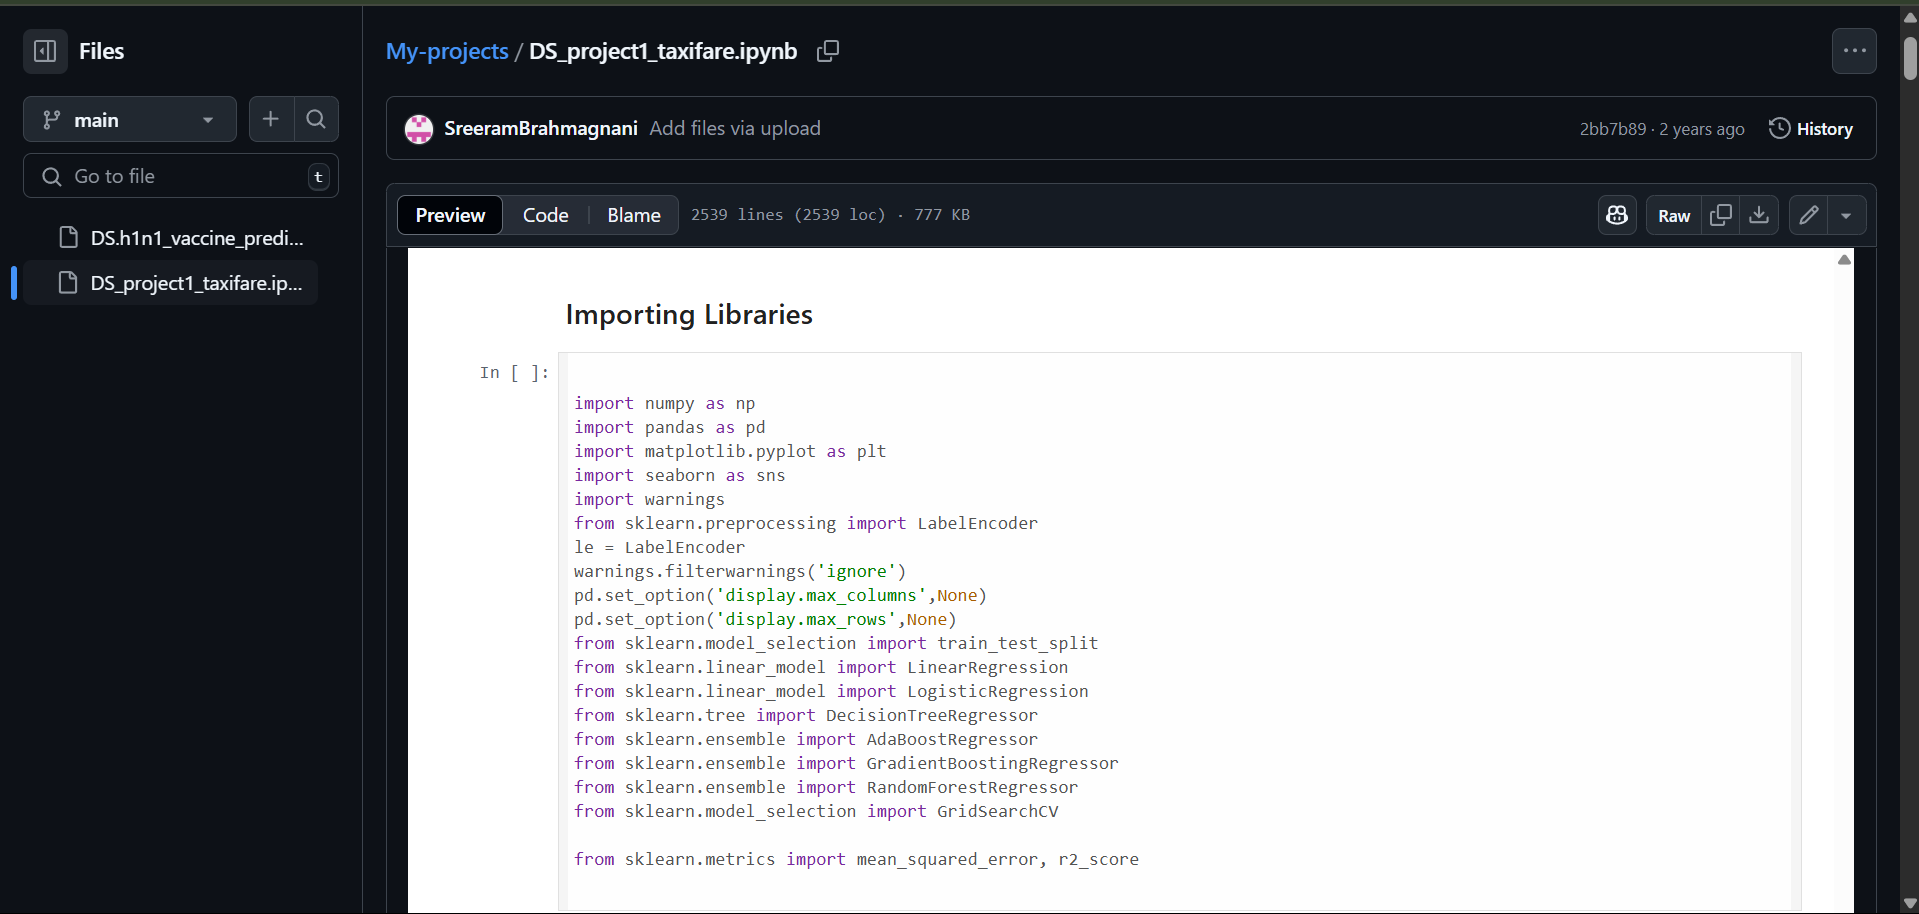 Files
main
Go to file
t
DS.h1n1_vaccine_predi...
DS_project1_taxifare.ip...
My-projects / DS_project1_taxifare.ipynb
SreeramBrahmagnani Add files via upload
2bb7b89 · 2 years ago
History
Preview Code Blame 2539 lines (2539 loc) · 777 KB
Raw
Importing Libraries
In [ ]:
import numpy as np
import pandas as pd
import matplotlib.pyplot as plt
import seaborn as sns
import warnings
from sklearn.preprocessing import LabelEncoder
le = LabelEncoder
warnings.filterwarnings('ignore')
pd.set_option('display.max_columns',None)
pd.set_option('display.max_rows',None)
from sklearn.model_selection import train_test_split
from sklearn.linear_model import LinearRegression
from sklearn.linear_model import LogisticRegression
from sklearn.tree import DecisionTreeRegressor
from sklearn.ensemble import AdaBoostRegressor
from sklearn.ensemble import GradientBoostingRegressor
from sklearn.ensemble import RandomForestRegressor
from sklearn.model_selection import GridSearchCV
from sklearn.metrics import mean_squared_error, r2_score